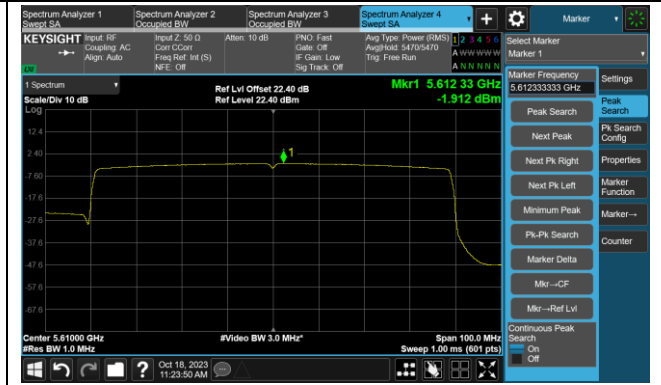 Spectrum Analyzer 1
Swept SA
Spectrum Analyzer 2
Occupied BW
Spectrum Analyzer 3
Occupied BW
Spectrum Analyzer 4
Swept SA
Marker
KEYSIGHT
Input: RF
Coupling: AC
Align: Auto
Input Z: 50 Ω
Corr CCorr
Freq Ref: Int (S)
NFE: Off
Atten: 10 dB
PNO: Fast
Gate: Off
IF Gain: Low
Sig Track: Off
Avg Type: Power (RMS)
Avg|Hold: 5470/5470
Trig: Free Run
1 2 3 4 5 6
A W W W W W
A N N N N N
Select Marker
Marker 1
1 Spectrum
Scale/Div 10 dB
Log
Ref Lvl Offset 22.40 dB
Ref Level 22.40 dBm
Mkr1 5.612 33 GHz
-1.912 dBm
12.4
2.40
-7.60
-17.6
-27.6
-37.6
-47.6
-57.6
-67.6
1
Center 5.61000 GHz
#Res BW 1.0 MHz
#Video BW 3.0 MHz*
Span 100.0 MHz
Sweep 1.00 ms (601 pts)
Marker Frequency
5.612333333 GHz
Peak Search
Next Peak
Next Pk Right
Next Pk Left
Minimum Peak
Pk-Pk Search
Marker Delta
Mkr→CF
Mkr→Ref Lvl
Continuous Peak
Search
On
Off
Settings
Peak
Search
Pk Search
Config
Properties
Marker
Function
Marker→
Counter
?
Oct 18, 2023
11:23:50 AM